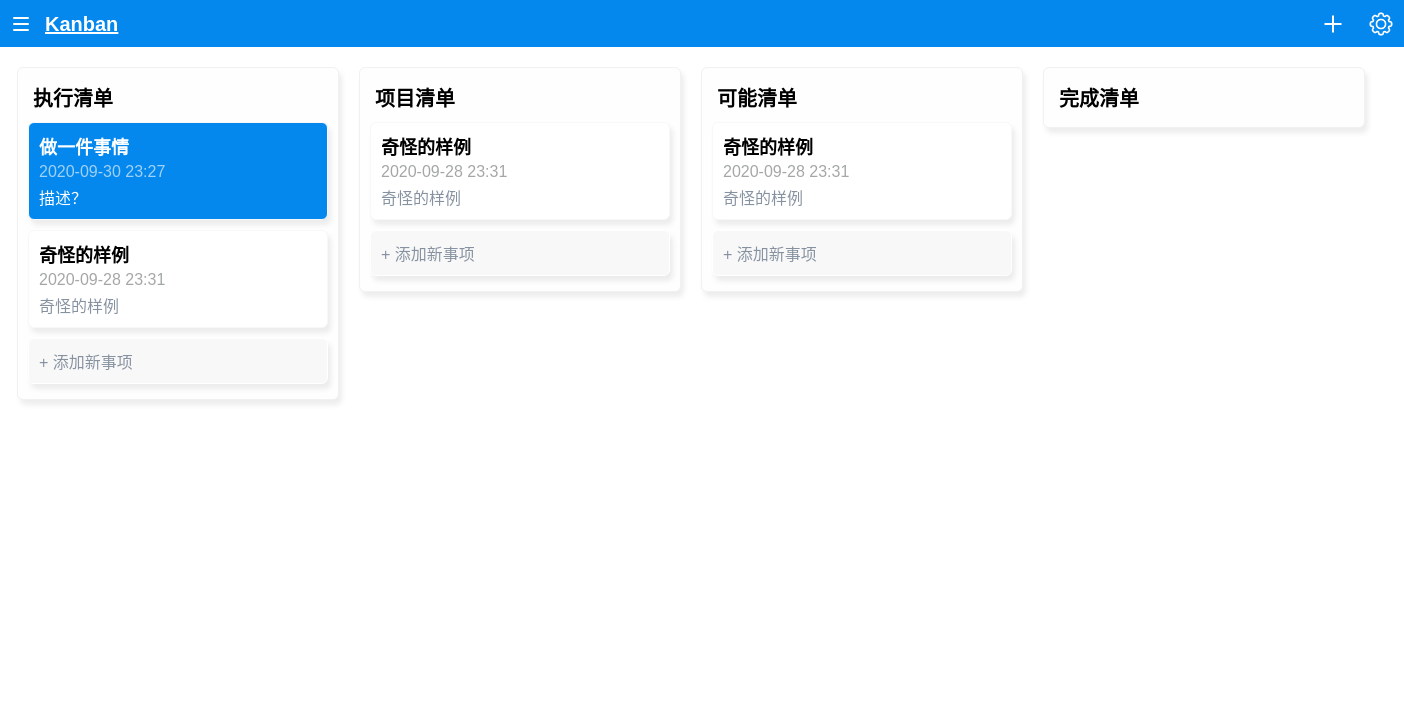 Kanban
执行清单
做一件事情
2020-09-30 23:27
描述?
奇怪的样例
2020-09-28 23:31
奇怪的样例
+ 添加新事项
项目清单
奇怪的样例
2020-09-28 23:31
奇怪的样例
+ 添加新事项
可能清单
奇怪的样例
2020-09-28 23:31
奇怪的样例
+ 添加新事项
完成清单